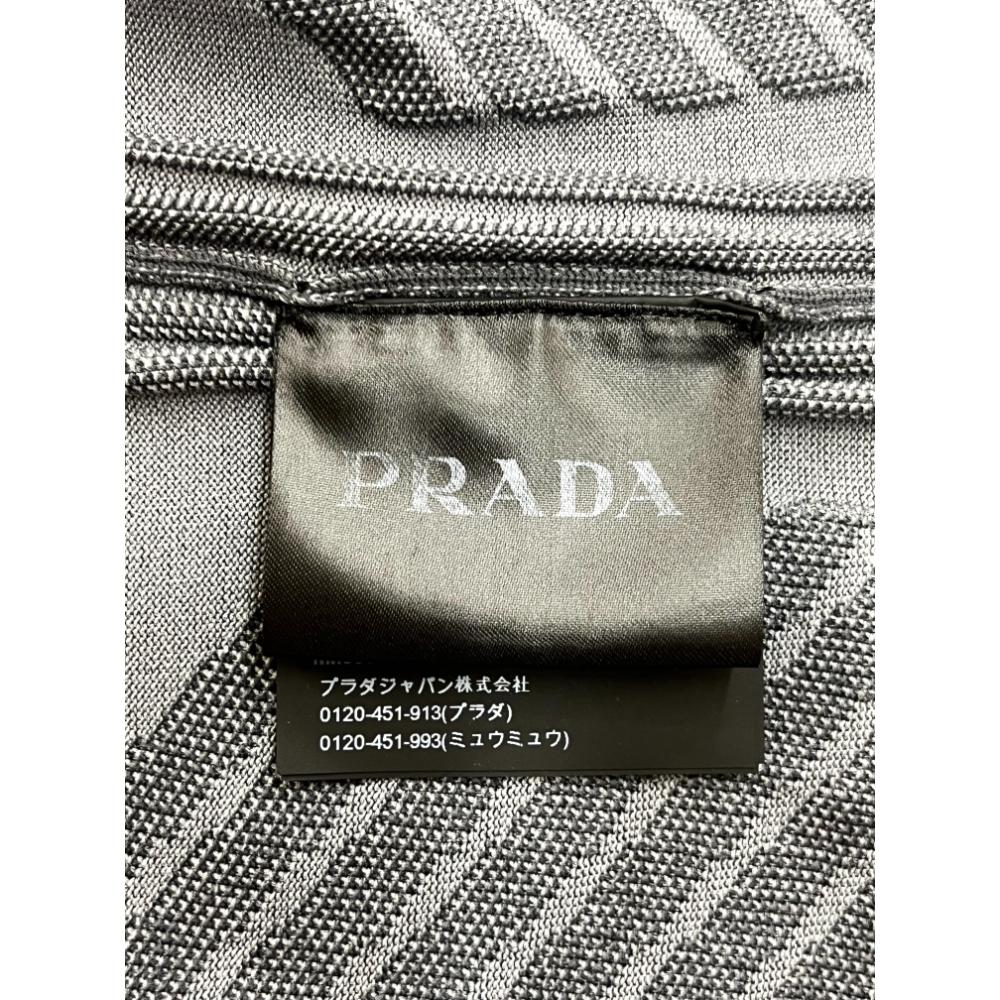 PRADA
プラダジャパン株式会社
0120-451-913(プラダ)
0120-451-993(ミュウミュウ)